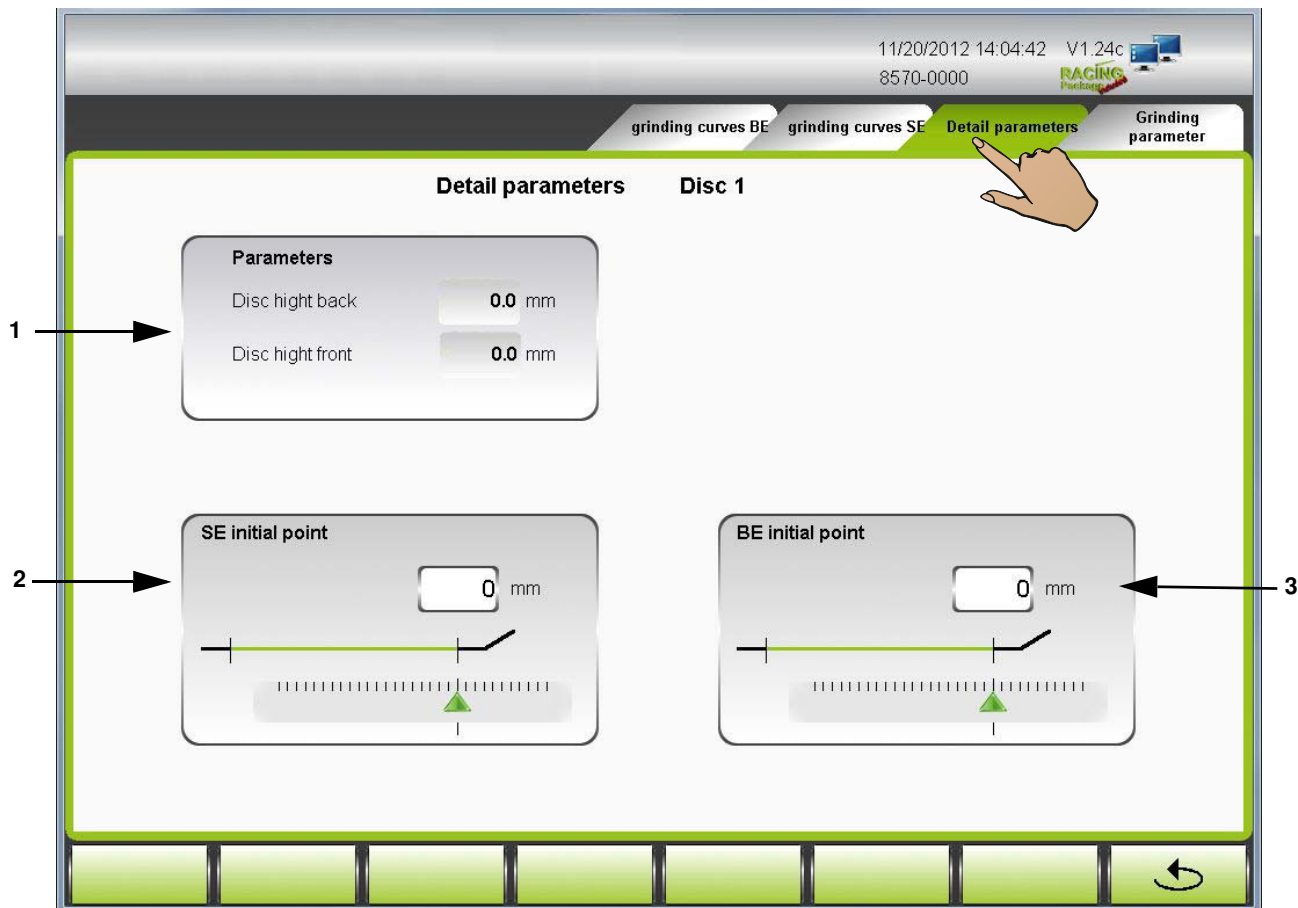 11/20/2012 14:04:42 V1.24c
8570-0000 RACING
Package
grinding curves BE grinding curves SE Detail parameters Grinding
parameter
Detail parameters Disc 1
Parameters
Disc hight back 0.0 mm
1
Disc hight front 0.0 mm
SE initial point BE initial point
2 0 mm 0 mm 3